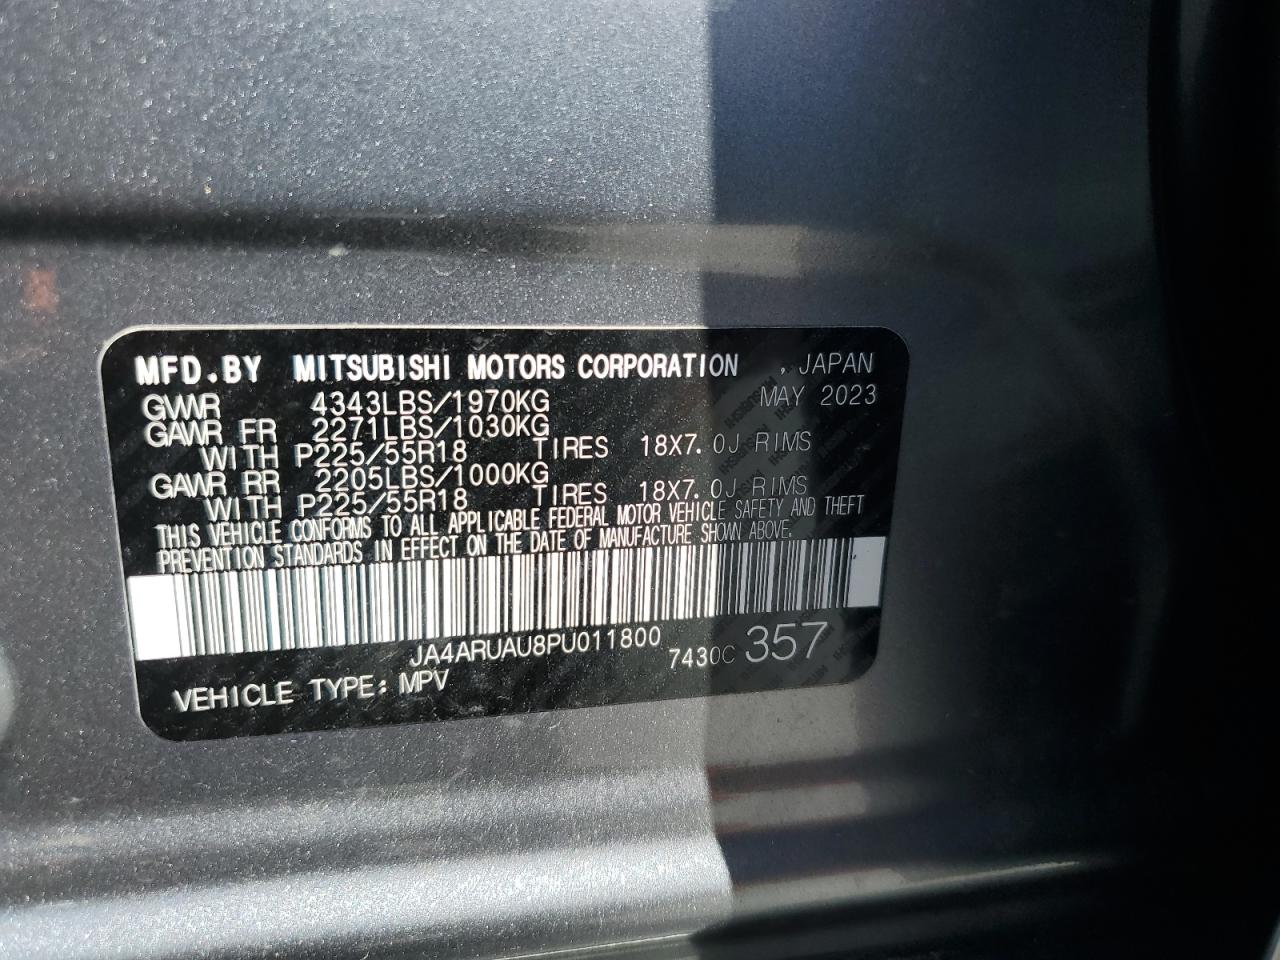 MFD.BY MITSUBISHI MOTORS CORPORATION , JAPAN
GVWR 4343LBS/1970KG MAY 2023
GAWR FR 2271LBS/1030KG
WITH P225/55R18 TIRES 18X7.0J RIMS
GAWR RR 2205LBS/1000KG
WITH P225/55R18 TIRES 18X7.0J RIMS
THIS VEHICLE CONFORMS TO ALL APPLICABLE FEDERAL MOTOR VEHICLE SAFETY AND THEFT
PREVENTION STANDARDS IN EFFECT ON THE DATE OF MANUFACTURE SHOWN ABOVE.
JA4ARUAU8PU011800 7430C 357
VEHICLE TYPE: MPV